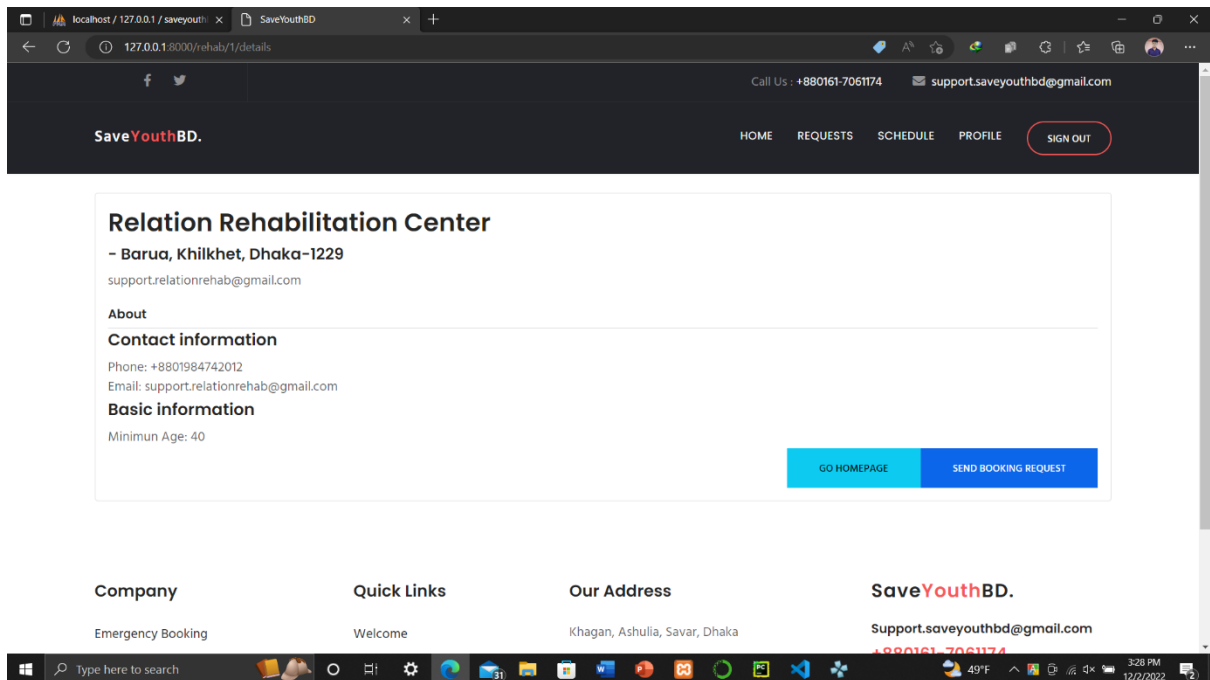 localhost / 127.0.0.1 / saveyouth
SaveYouthBD
127.0.0.1:8000/rehab/1/details
Call Us : +880161-7061174
support.saveyouthbd@gmail.com
SaveYouthBD.
HOME
REQUESTS
SCHEDULE
PROFILE
SIGN OUT
Relation Rehabilitation Center
- Barua, Khilkhet, Dhaka-1229
support.relationrehab@gmail.com
About
Contact information
Phone: +8801984742012
Email: support.relationrehab@gmail.com
Basic information
Minimun Age: 40
GO HOMEPAGE
SEND BOOKING REQUEST
Company
Quick Links
Our Address
SaveYouthBD.
Emergency Booking
Welcome
Khagan, Ashulia, Savar, Dhaka
Support.saveyouthbd@gmail.com
+880161-7061174
Type here to search
31
49°F
3:28 PM
12/2/2022
2